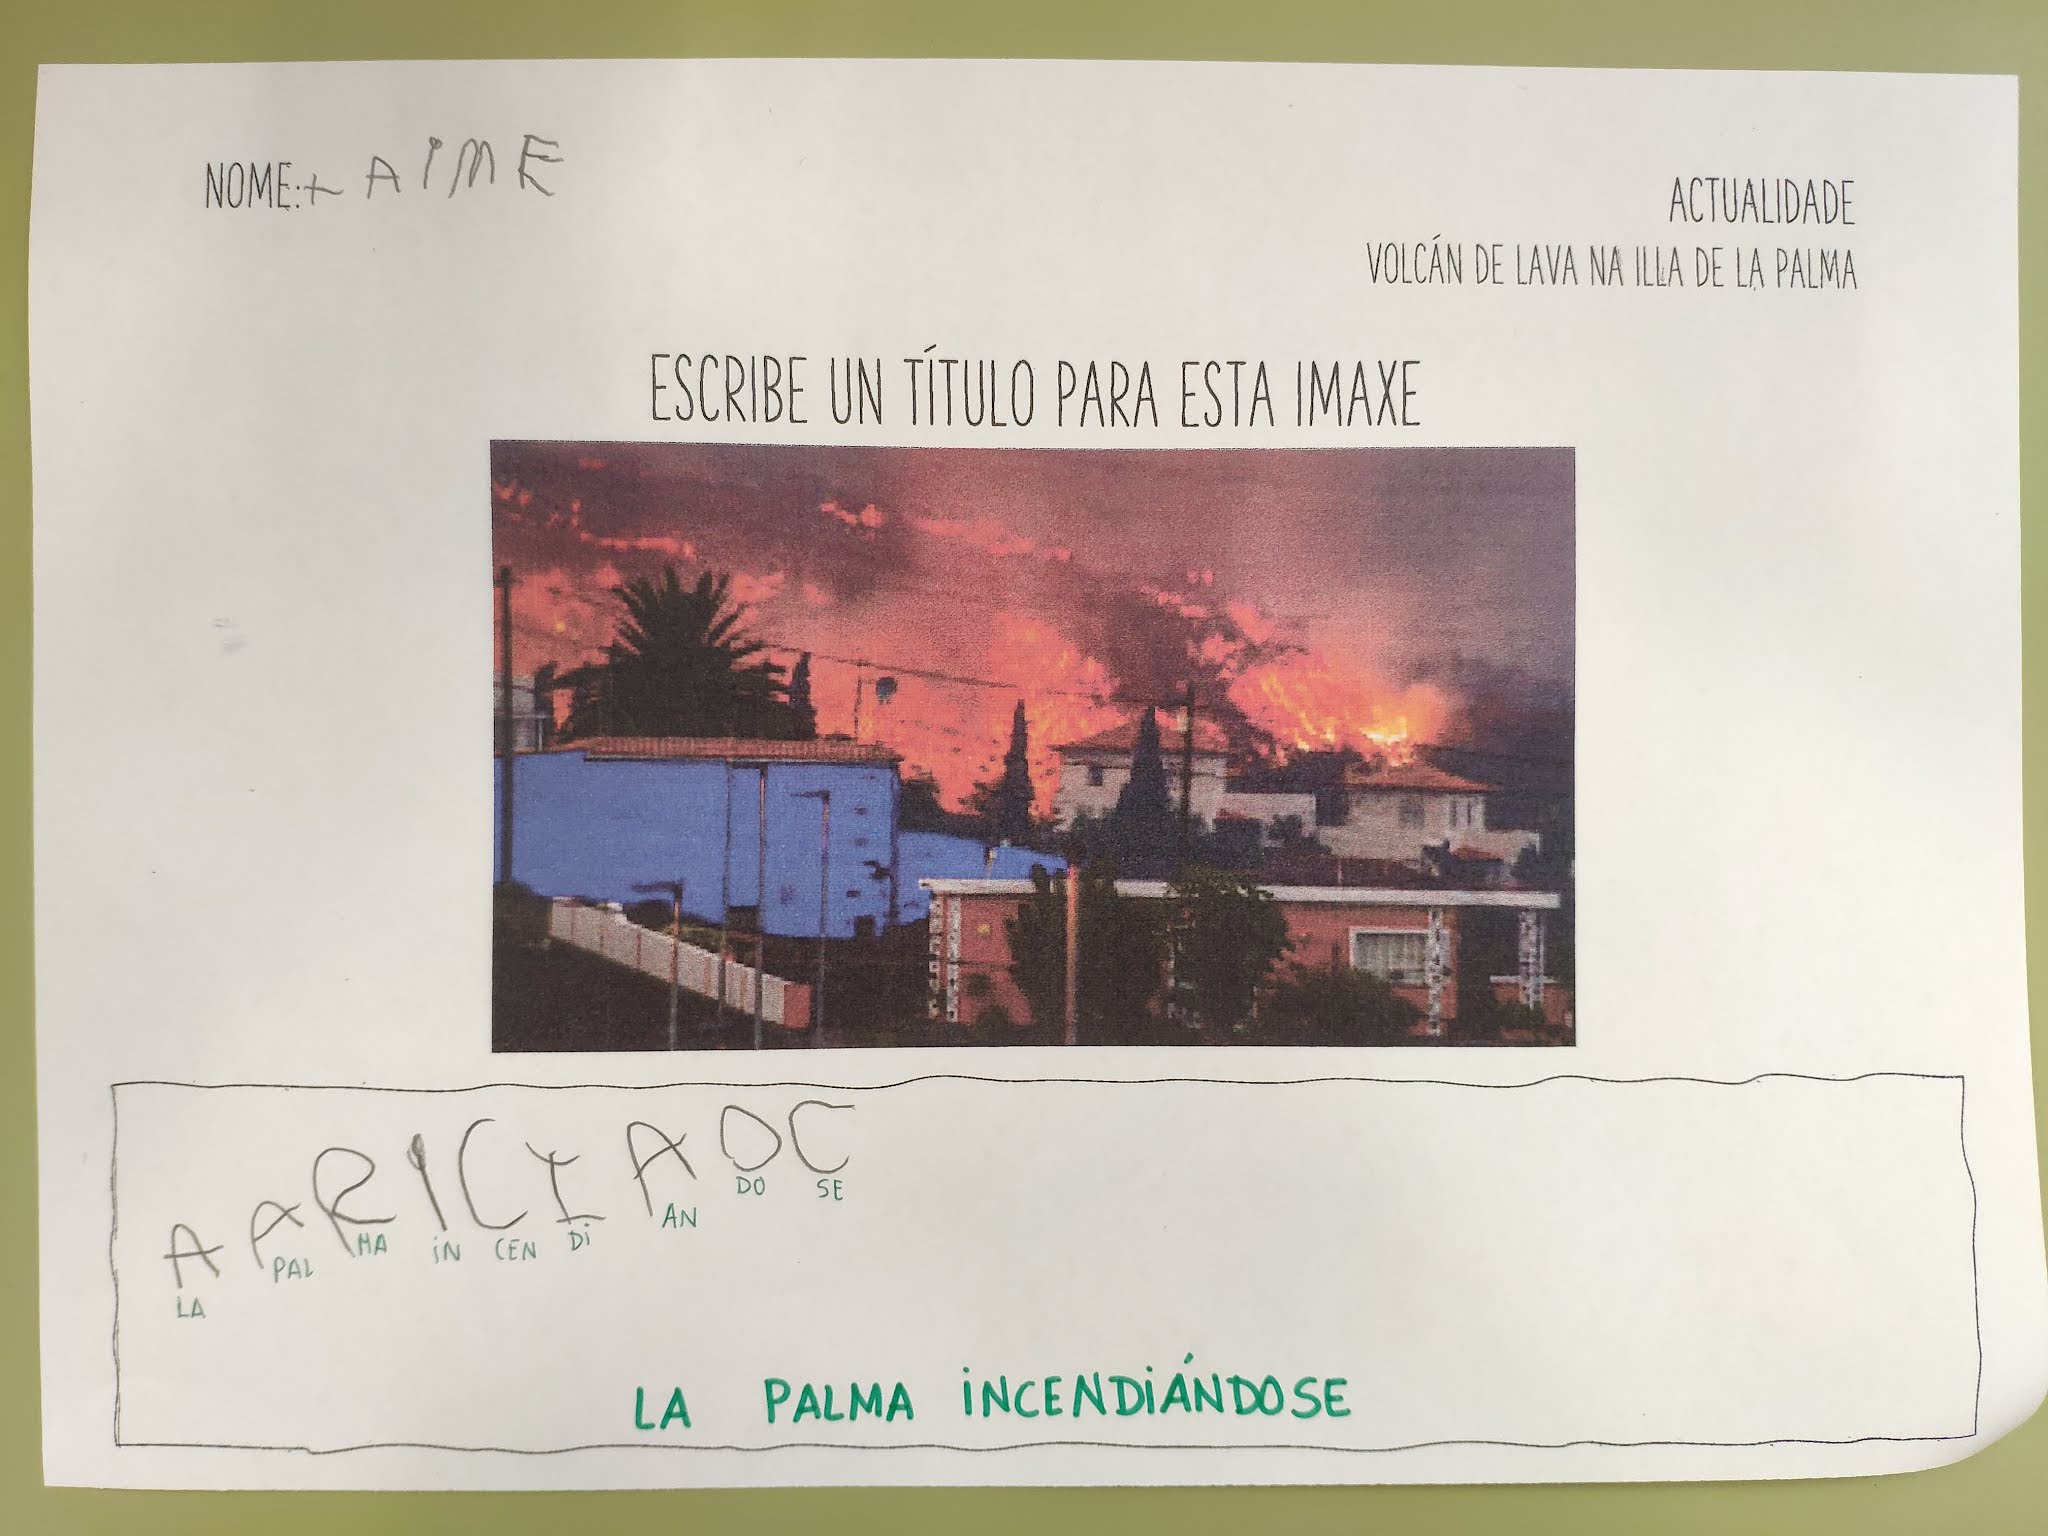 NOME: JAIME
ACTUALIDADE
VOLCÁN DE LAVA NA ILLA DE LA PALMA
ESCRIBE UN TÍTULO PARA ESTA IMAXE
AARICIAOC
LA PAL MA iN CEN Di AN DO SE
LA PALMA iNCENDiÁNDOSE